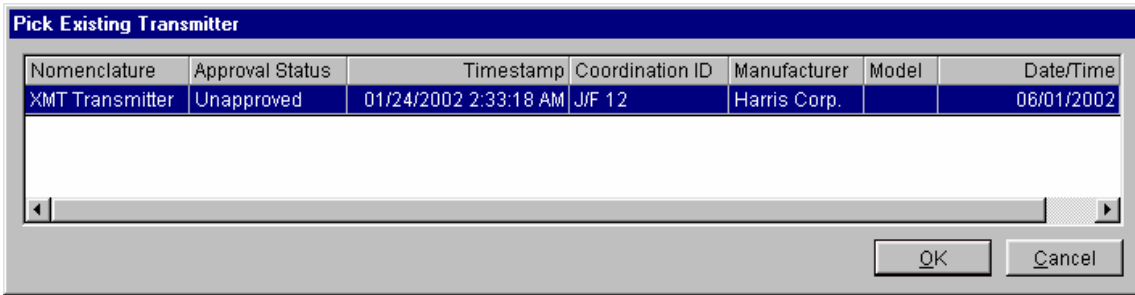 Pick Existing Transmitter
Nomenclature Approval Status Timestamp Coordination ID Manufacturer Model Date/Time
XMT Transmitter Unapproved 01/24/2002 2:33:18 AM J/F 12 Harris Corp. 06/01/2002
OK Cancel